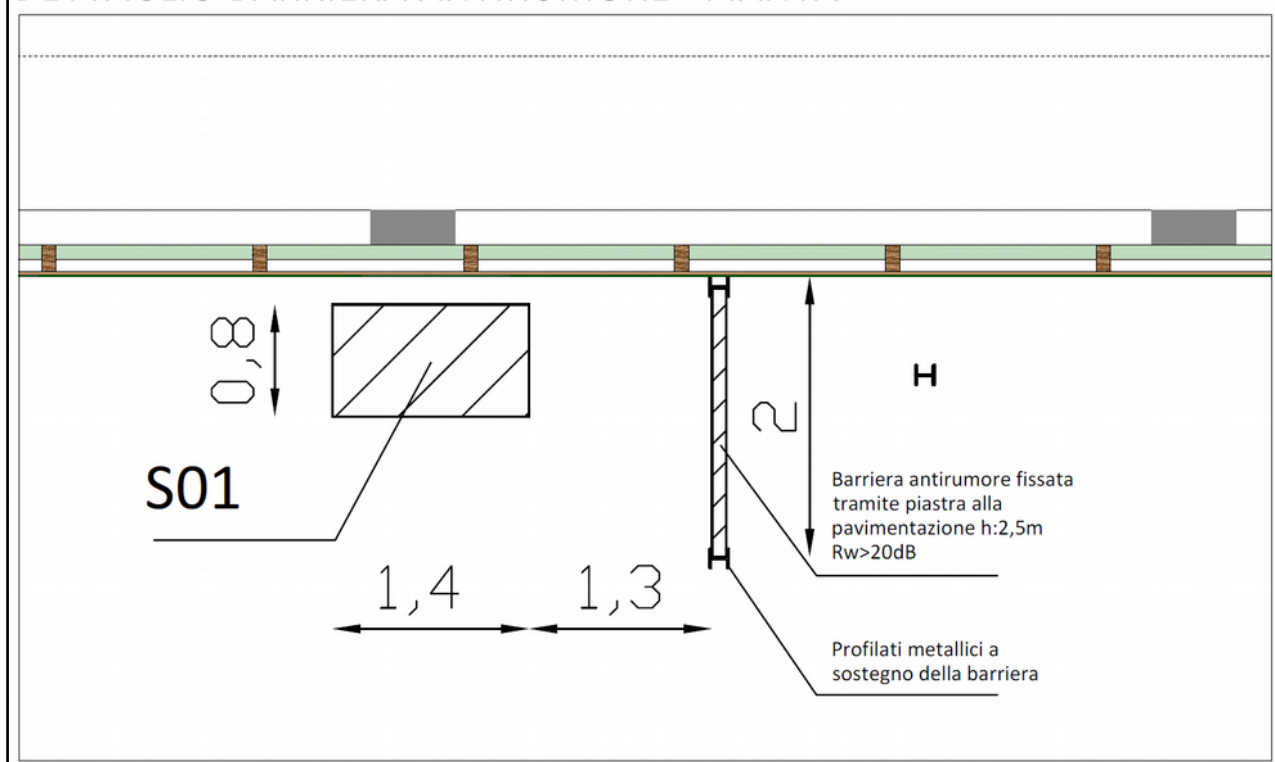 0,8
S01
1,4
1,3
2
H
Barriera antirumore fissata
tramite piastra alla
pavimentazione h:2,5m
Rw>20dB
Profilati metallici a
sostegno della barriera